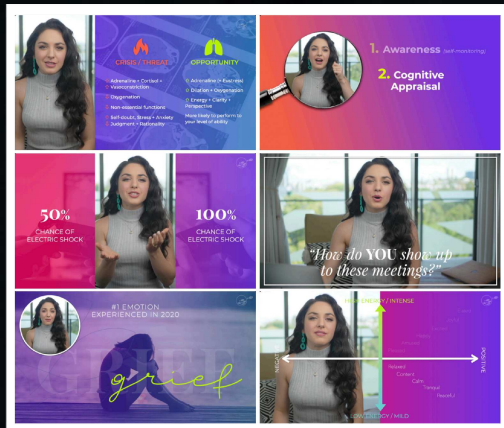 CRISIS / THREAT
Adrenaline + Cortisol =
Vasoconstriction
Oxygenation
Non-essential functions
Self-doubt, Stress + Anxiety
Judgment + Rationality
OPPORTUNITY
Adrenaline (+ Eustress)
Dilation + Oxygenation
Energy + Clarity +
Perspective
More likely to perform to
your level of ability
1. Awareness (self-monitoring)
2. Cognitive
Appraisal
50%
CHANCE OF
ELECTRIC SHOCK
100%
CHANCE OF
ELECTRIC SHOCK
"How do YOU show up
to these meetings?"
#1 EMOTION
EXPERIENCED IN 2020
GRIEF
grief
ENERGY / INTENSE
POSITIVE
Relaxed
Content
Calm
Tranquil
Peaceful
LOW ENERGY / MILD